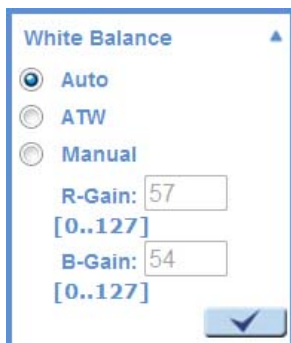 White Balance
Auto
ATW
Manual
R-Gain: 57
[0..127]
B-Gain: 54
[0..127]